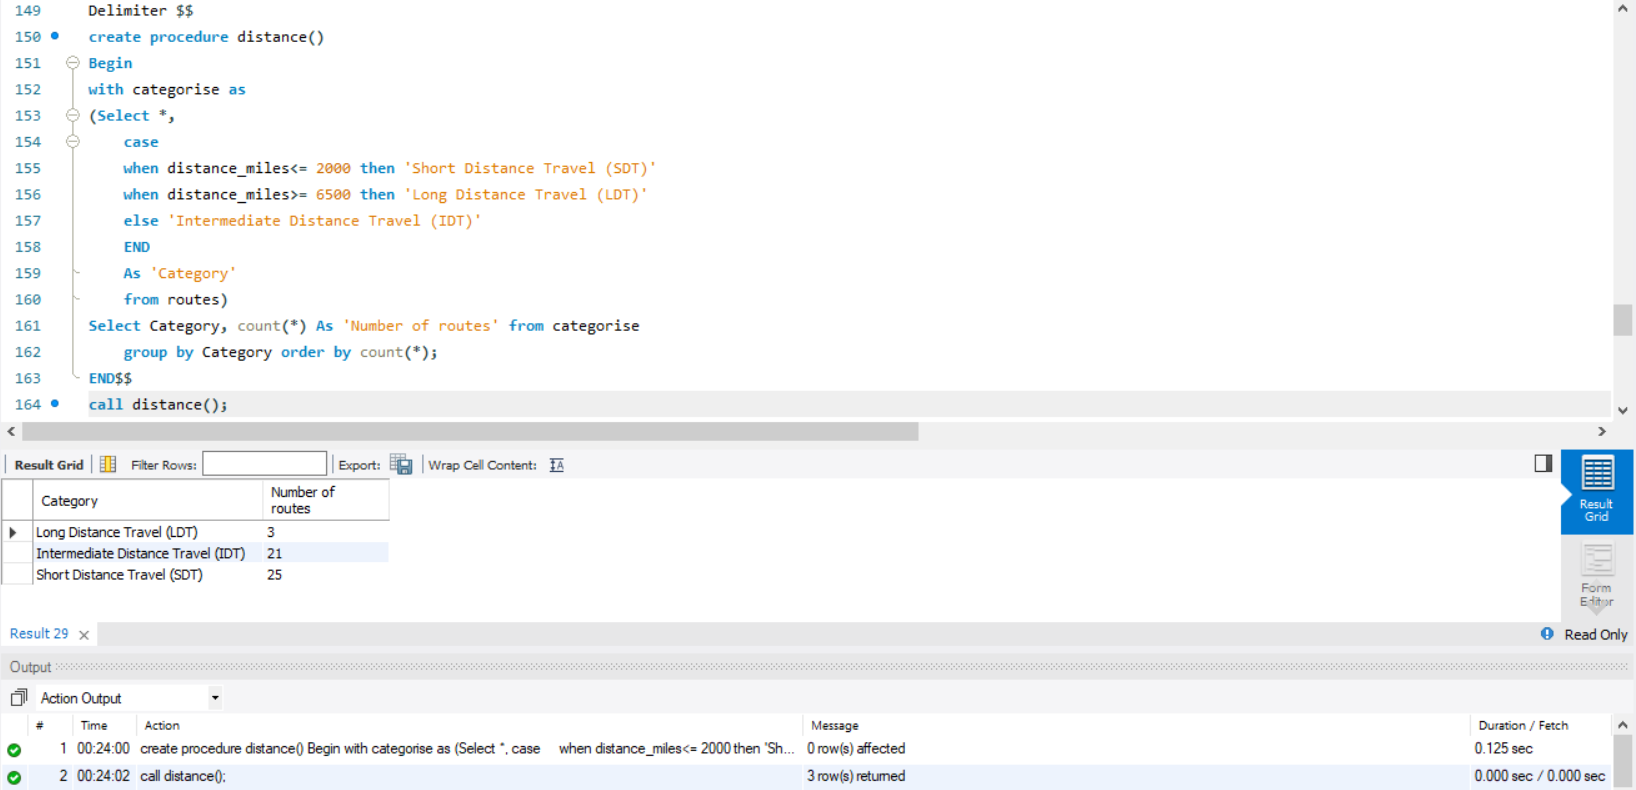 149 Delimiter $$
150 create procedure distance()
151 Begin
152 with categorise as
153 (Select *,
154 case
155 when distance_miles<= 2000 then 'Short Distance Travel (SDT)'
156 when distance_miles>= 6500 then 'Long Distance Travel (LDT)'
157 else 'Intermediate Distance Travel (IDT)'
158 END
159 As 'Category'
160 from routes)
161 Select Category, count(*) As 'Number of routes' from categorise
162 group by Category order by count(*);
163 END$$
164 call distance();
Result Grid Filter Rows: Export: Wrap Cell Content: IA
Category Number of routes
Long Distance Travel (LDT) 3
Intermediate Distance Travel (IDT) 21
Short Distance Travel (SDT) 25
Result Grid
Form Editor
Result 29 Read Only
Output
Action Output
# Time Action Message Duration / Fetch
1 00:24:00 create procedure distance() Begin with categorise as (Select *, case when distance_miles<= 2000 then 'Sh... 0 row(s) affected 0.125 sec
2 00:24:02 call distance(); 3 row(s) returned 0.000 sec / 0.000 sec